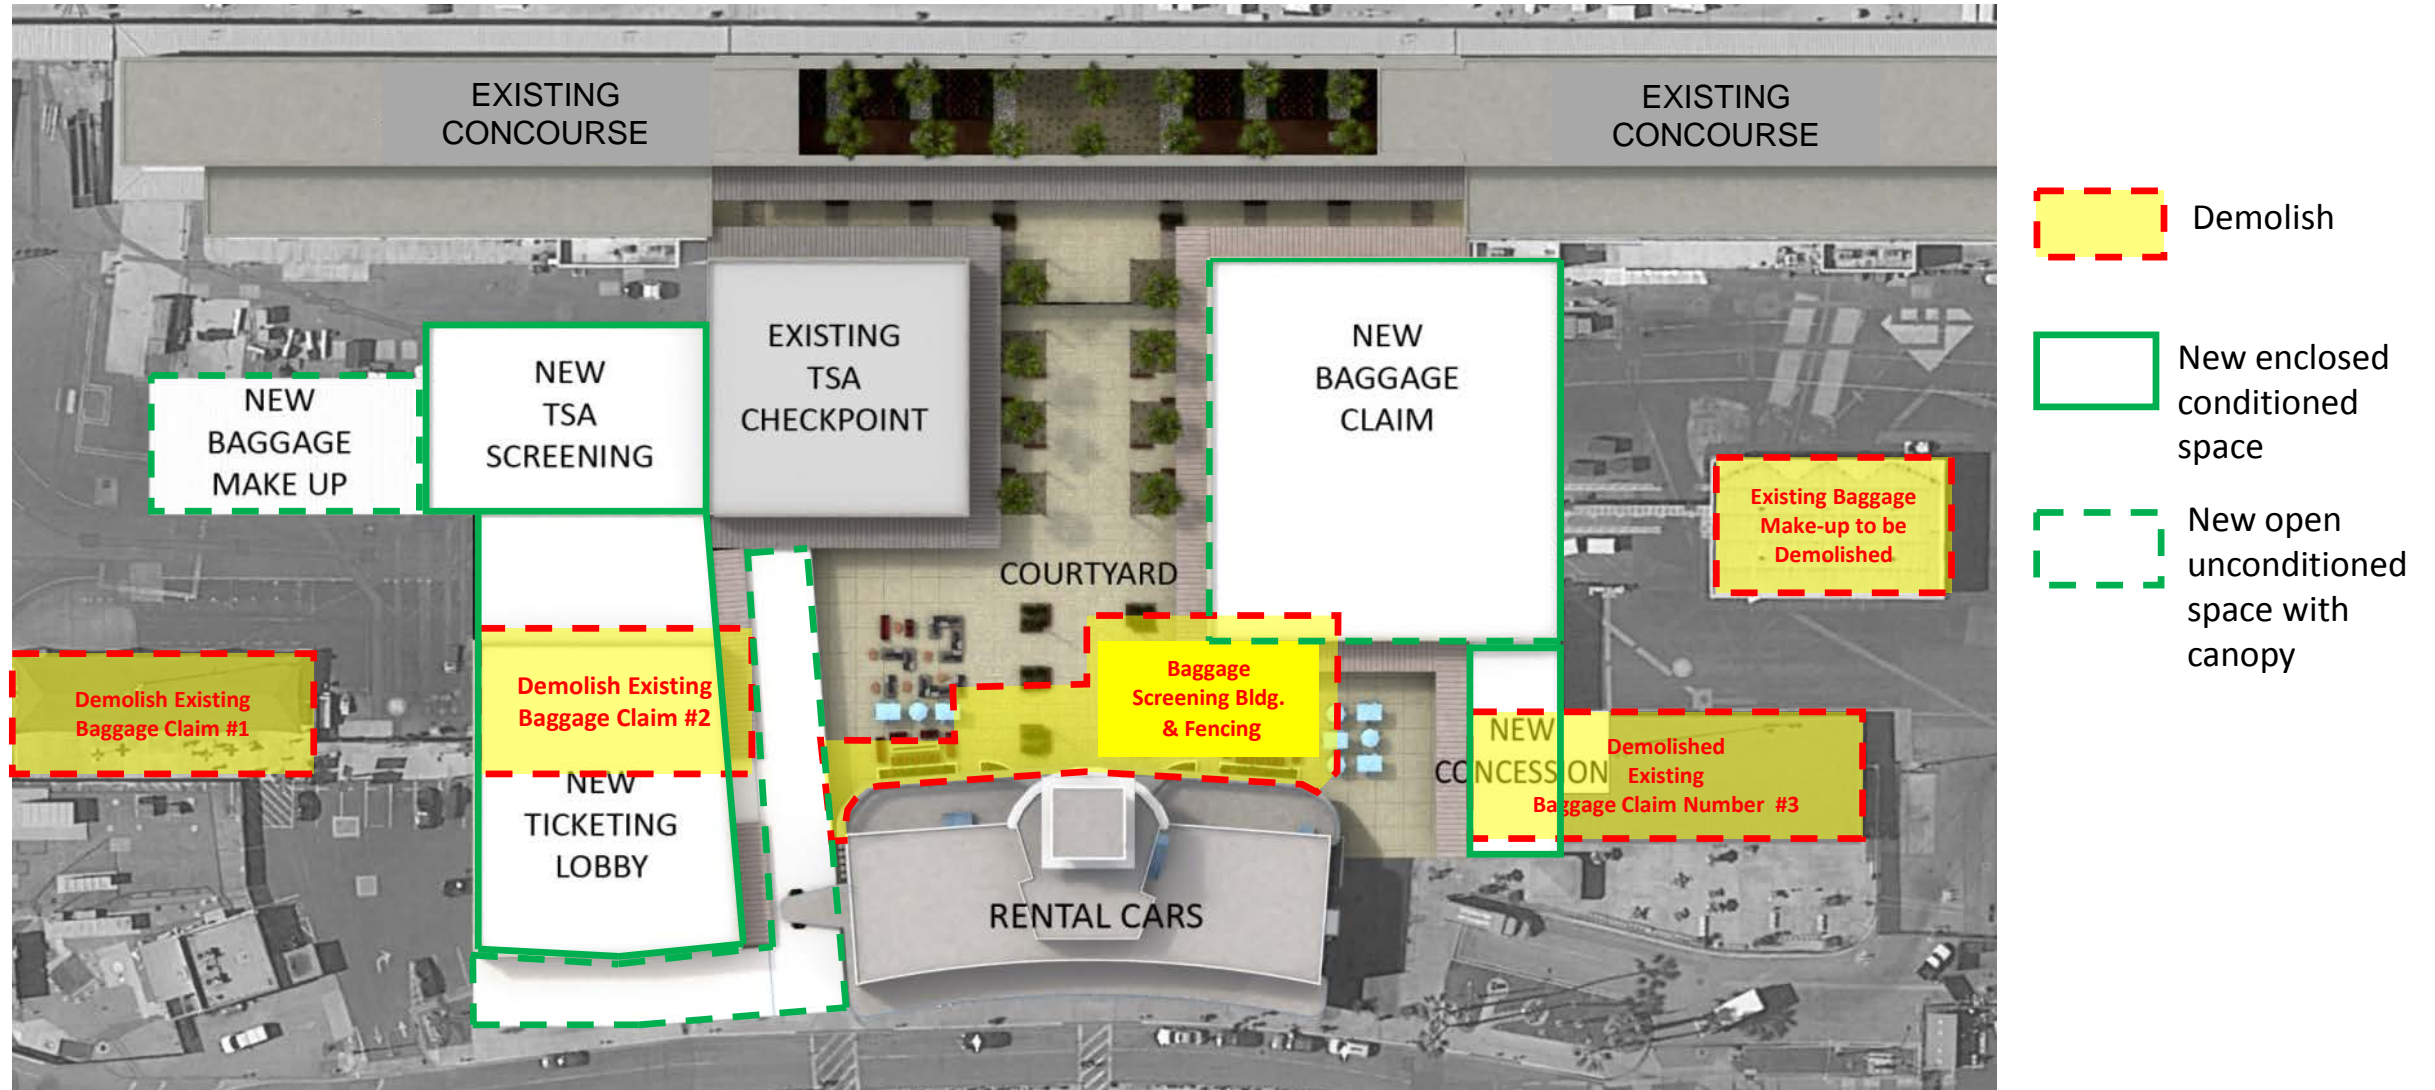 EXISTING
CONCOURSE
EXISTING
CONCOURSE
Demolish
New enclosed
conditioned
space
New open
unconditioned
space with
canopy
NEW
BAGGAGE
MAKE UP
NEW
TSA
SCREENING
EXISTING
TSA
CHECKPOINT
NEW
BAGGAGE
CLAIM
Existing Baggage
Make-up to be
Demolished
COURTYARD
Demolish Existing
Baggage Claim #1
Demolish Existing
Baggage Claim #2
Baggage
Screening Bldg.
& Fencing
NEW
CONCESSION
Demolished
Existing
Baggage Claim Number #3
NEW
TICKETING
LOBBY
RENTAL CARS